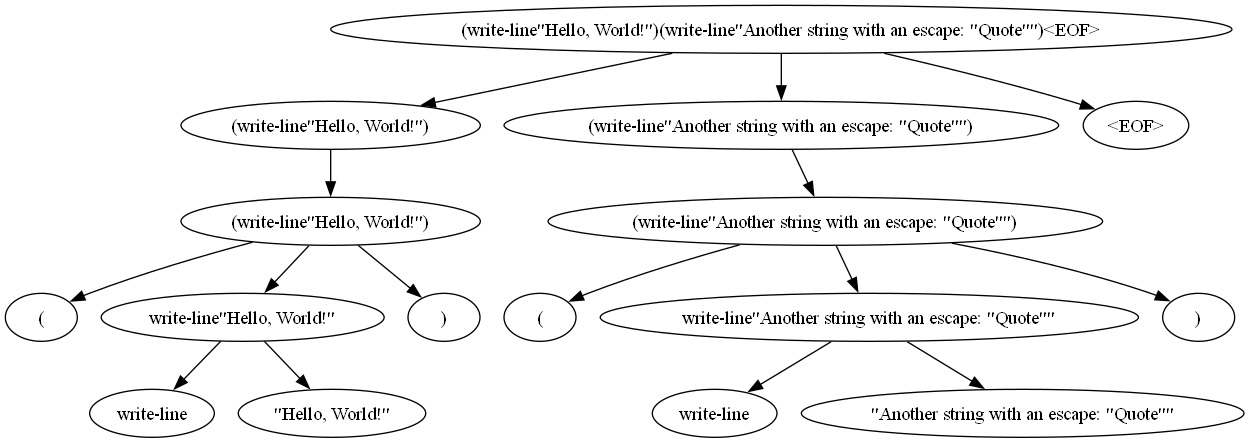 (write-line"Hello, World!")(write-line"Another string with an escape: "Quote"")<EOF>
(write-line"Hello, World!")
(write-line"Another string with an escape: "Quote"")
<EOF>
(write-line"Hello, World!")
(write-line"Another string with an escape: "Quote"")
(
write-line"Hello, World!"
)
(
write-line"Another string with an escape: "Quote""
)
write-line
"Hello, World!"
write-line
"Another string with an escape: "Quote""